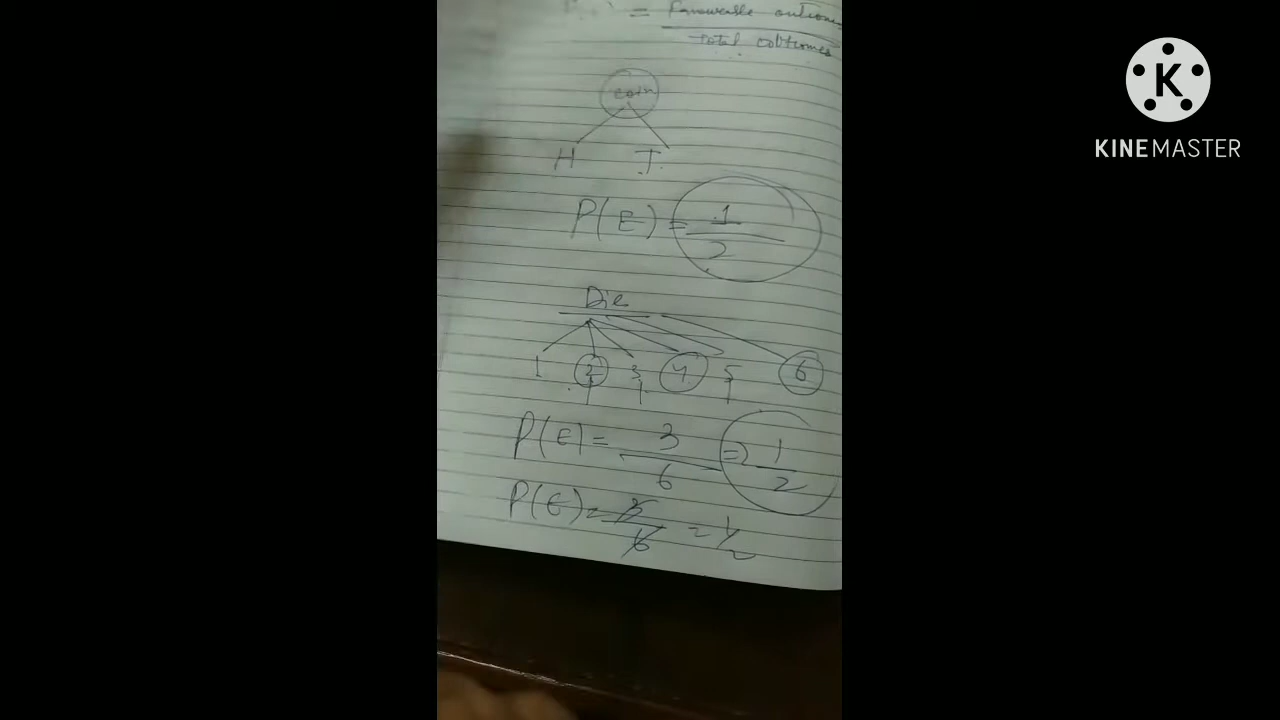 = Favourable
total outcomes
coin
H T
P(E) = 1/2
Die
1 2 3 4 5 6
P(E) = 3/6 => 1/2
P(E) = 3/6 = 1/2
KINEMASTER